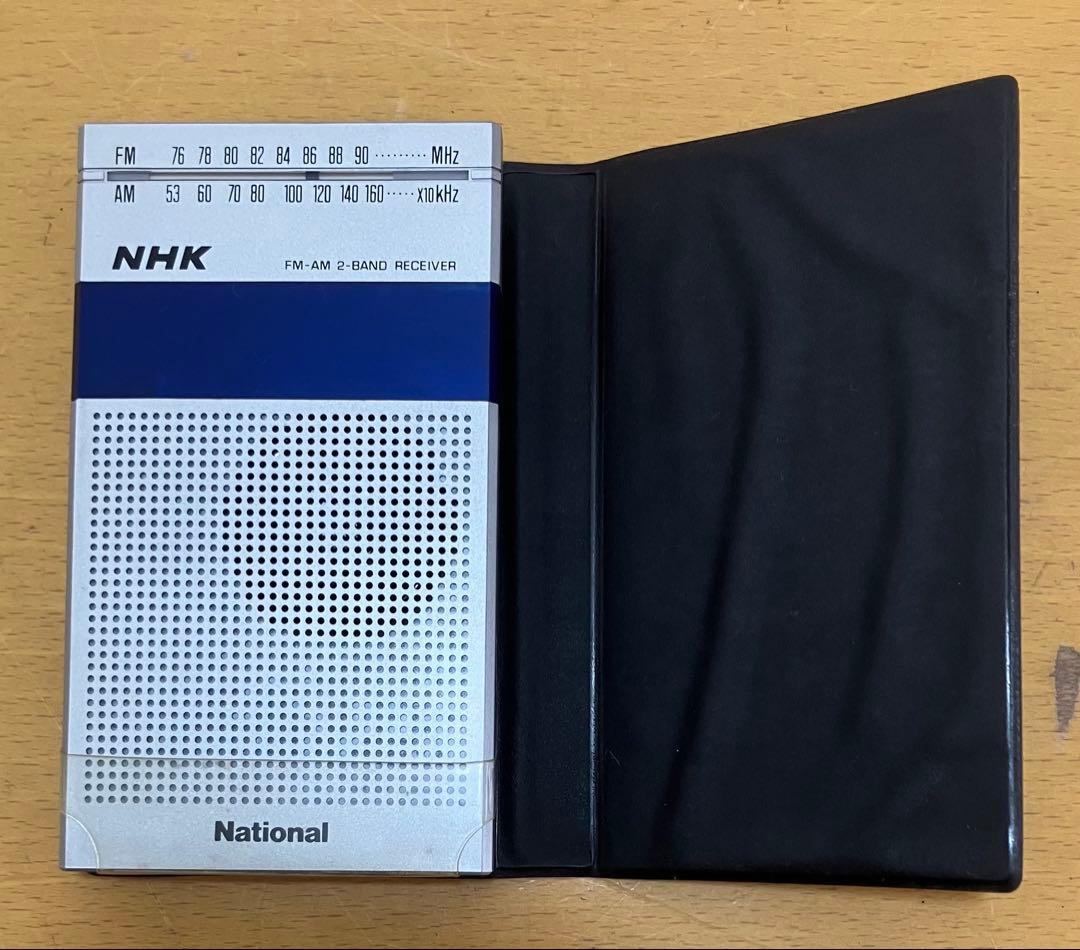 FM 76 78 80 82 84 86 88 90 ········· MHz
AM 53 60 70 80 100 120 140 160 ····· X10kHz
NHK FM-AM 2-BAND RECEIVER
National